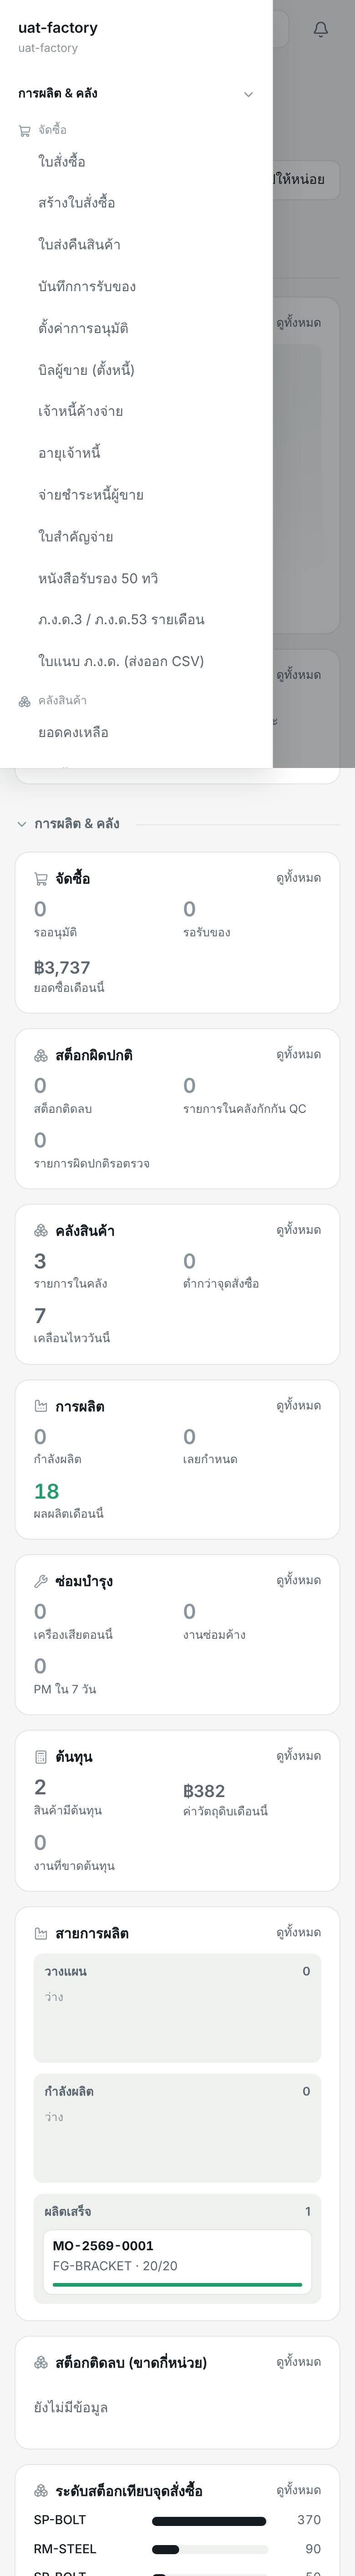 uat-factory
uat-factory
การผลิต & คลัง
จัดซื้อ
ใบสั่งซื้อ
สร้างใบสั่งซื้อ
ใบส่งคืนสินค้า
บันทึกการรับของ
ตั้งค่าการอนุมัติ
บิลผู้ขาย (ตั้งหนี้)
เจ้าหนี้ค้างจ่าย
อายุเจ้าหนี้
จ่ายชำระหนี้ผู้ขาย
ใบสำคัญจ่าย
หนังสือรับรอง 50 ทวิ
ภ.ง.ด.3 / ภ.ง.ด.53 รายเดือน
ใบแนบ ภ.ง.ด. (ส่งออก CSV)
คลังสินค้า
ยอดคงเหลือ
ให้หน่อย
ดูทั้งหมด
ดูทั้งหมด
การผลิต & คลัง
จัดซื้อ ดูทั้งหมด
0 0
รออนุมัติ รอรับของ
฿3,737
ยอดซื้อเดือนนี้
สต็อกผิดปกติ ดูทั้งหมด
0 0
สต็อกติดลบ รายการในคลังกักกัน QC
0
รายการผิดปกติรอตรวจ
คลังสินค้า ดูทั้งหมด
3 0
รายการในคลัง ต่ำกว่าจุดสั่งซื้อ
7
เคลื่อนไหววันนี้
การผลิต ดูทั้งหมด
0 0
กำลังผลิต เลยกำหนด
18
ผลผลิตเดือนนี้
ซ่อมบำรุง ดูทั้งหมด
0 0
เครื่องเสียตอนนี้ งานซ่อมค้าง
0
PM ใน 7 วัน
ต้นทุน ดูทั้งหมด
2 ฿382
สินค้ามีต้นทุน ค่าวัตถุดิบเดือนนี้
0
งานที่ขาดต้นทุน
สายการผลิต ดูทั้งหมด
วางแผน 0
ว่าง
กำลังผลิต 0
ว่าง
ผลิตเสร็จ 1
MO-2569-0001
FG-BRACKET · 20/20
สต็อกติดลบ (ขาดกี่หน่วย) ดูทั้งหมด
ยังไม่มีข้อมูล
ระดับสต็อกเทียบจุดสั่งซื้อ ดูทั้งหมด
SP-BOLT 370
RM-STEEL 90